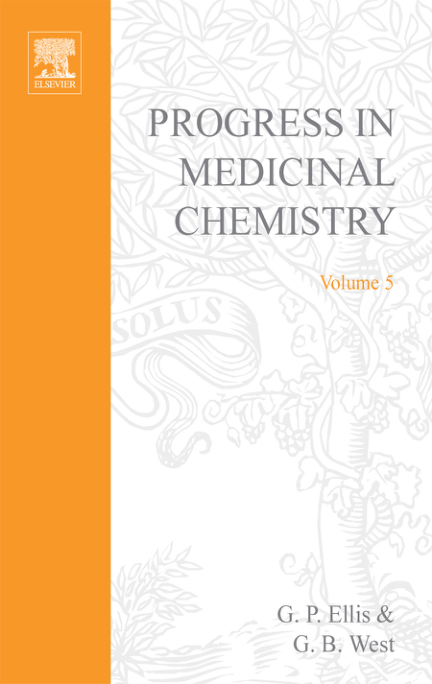 ELSEVIER
PROGRESS IN
MEDICINAL
CHEMISTRY
Volume 5
SOLUS
G. P. Ellis &
G. B. West